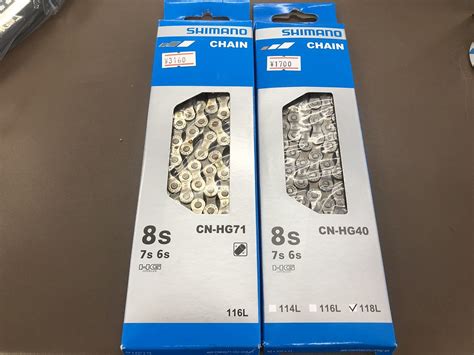 SHIMANO
CHAIN
¥3160
8s
CN-HG71
7s 6s
HG
116L
SHIMANO
CHAIN
¥1700
8s
CN-HG40
7s 6s
HG
114L
116L
118L